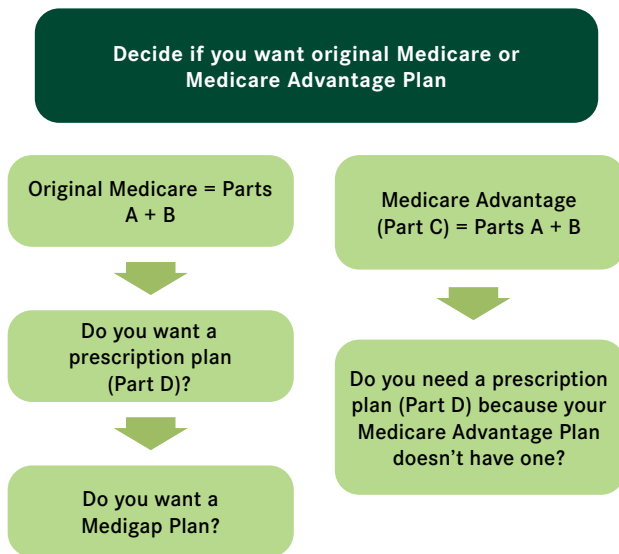 Decide if you want original Medicare or
Medicare Advantage Plan
Original Medicare = Parts
A + B
Do you want a
prescription plan
(Part D)?
Do you want a
Medigap Plan?
Medicare Advantage
(Part C) = Parts A + B
Do you need a prescription
plan (Part D) because your
Medicare Advantage Plan
doesn’t have one?